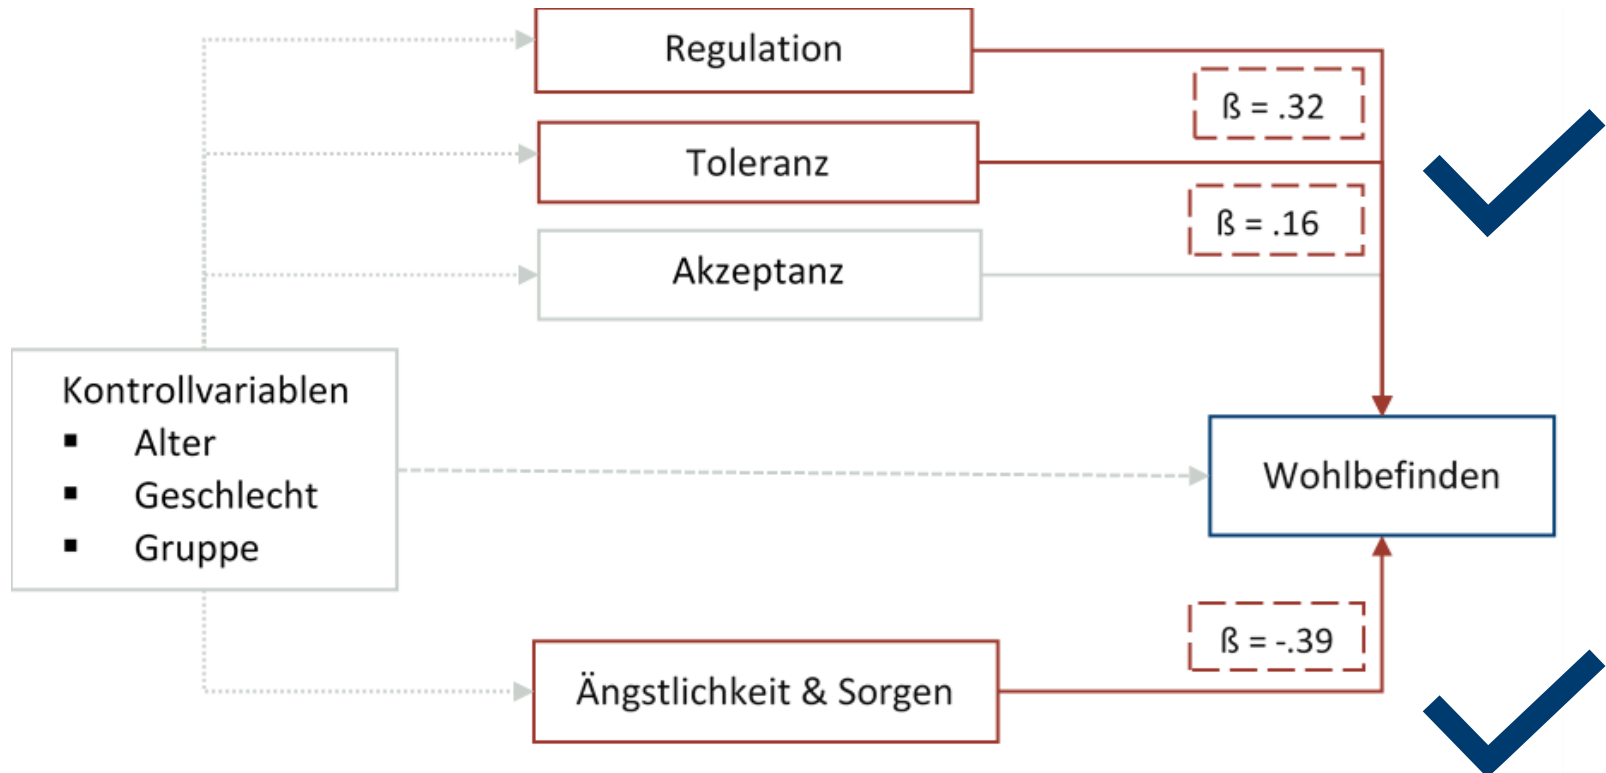 Regulation
ß = .32
Toleranz
ß = .16
Akzeptanz
Kontrollvariablen
▪ Alter
▪ Geschlecht
▪ Gruppe
Wohlbefinden
ß = -.39
Ängstlichkeit & Sorgen